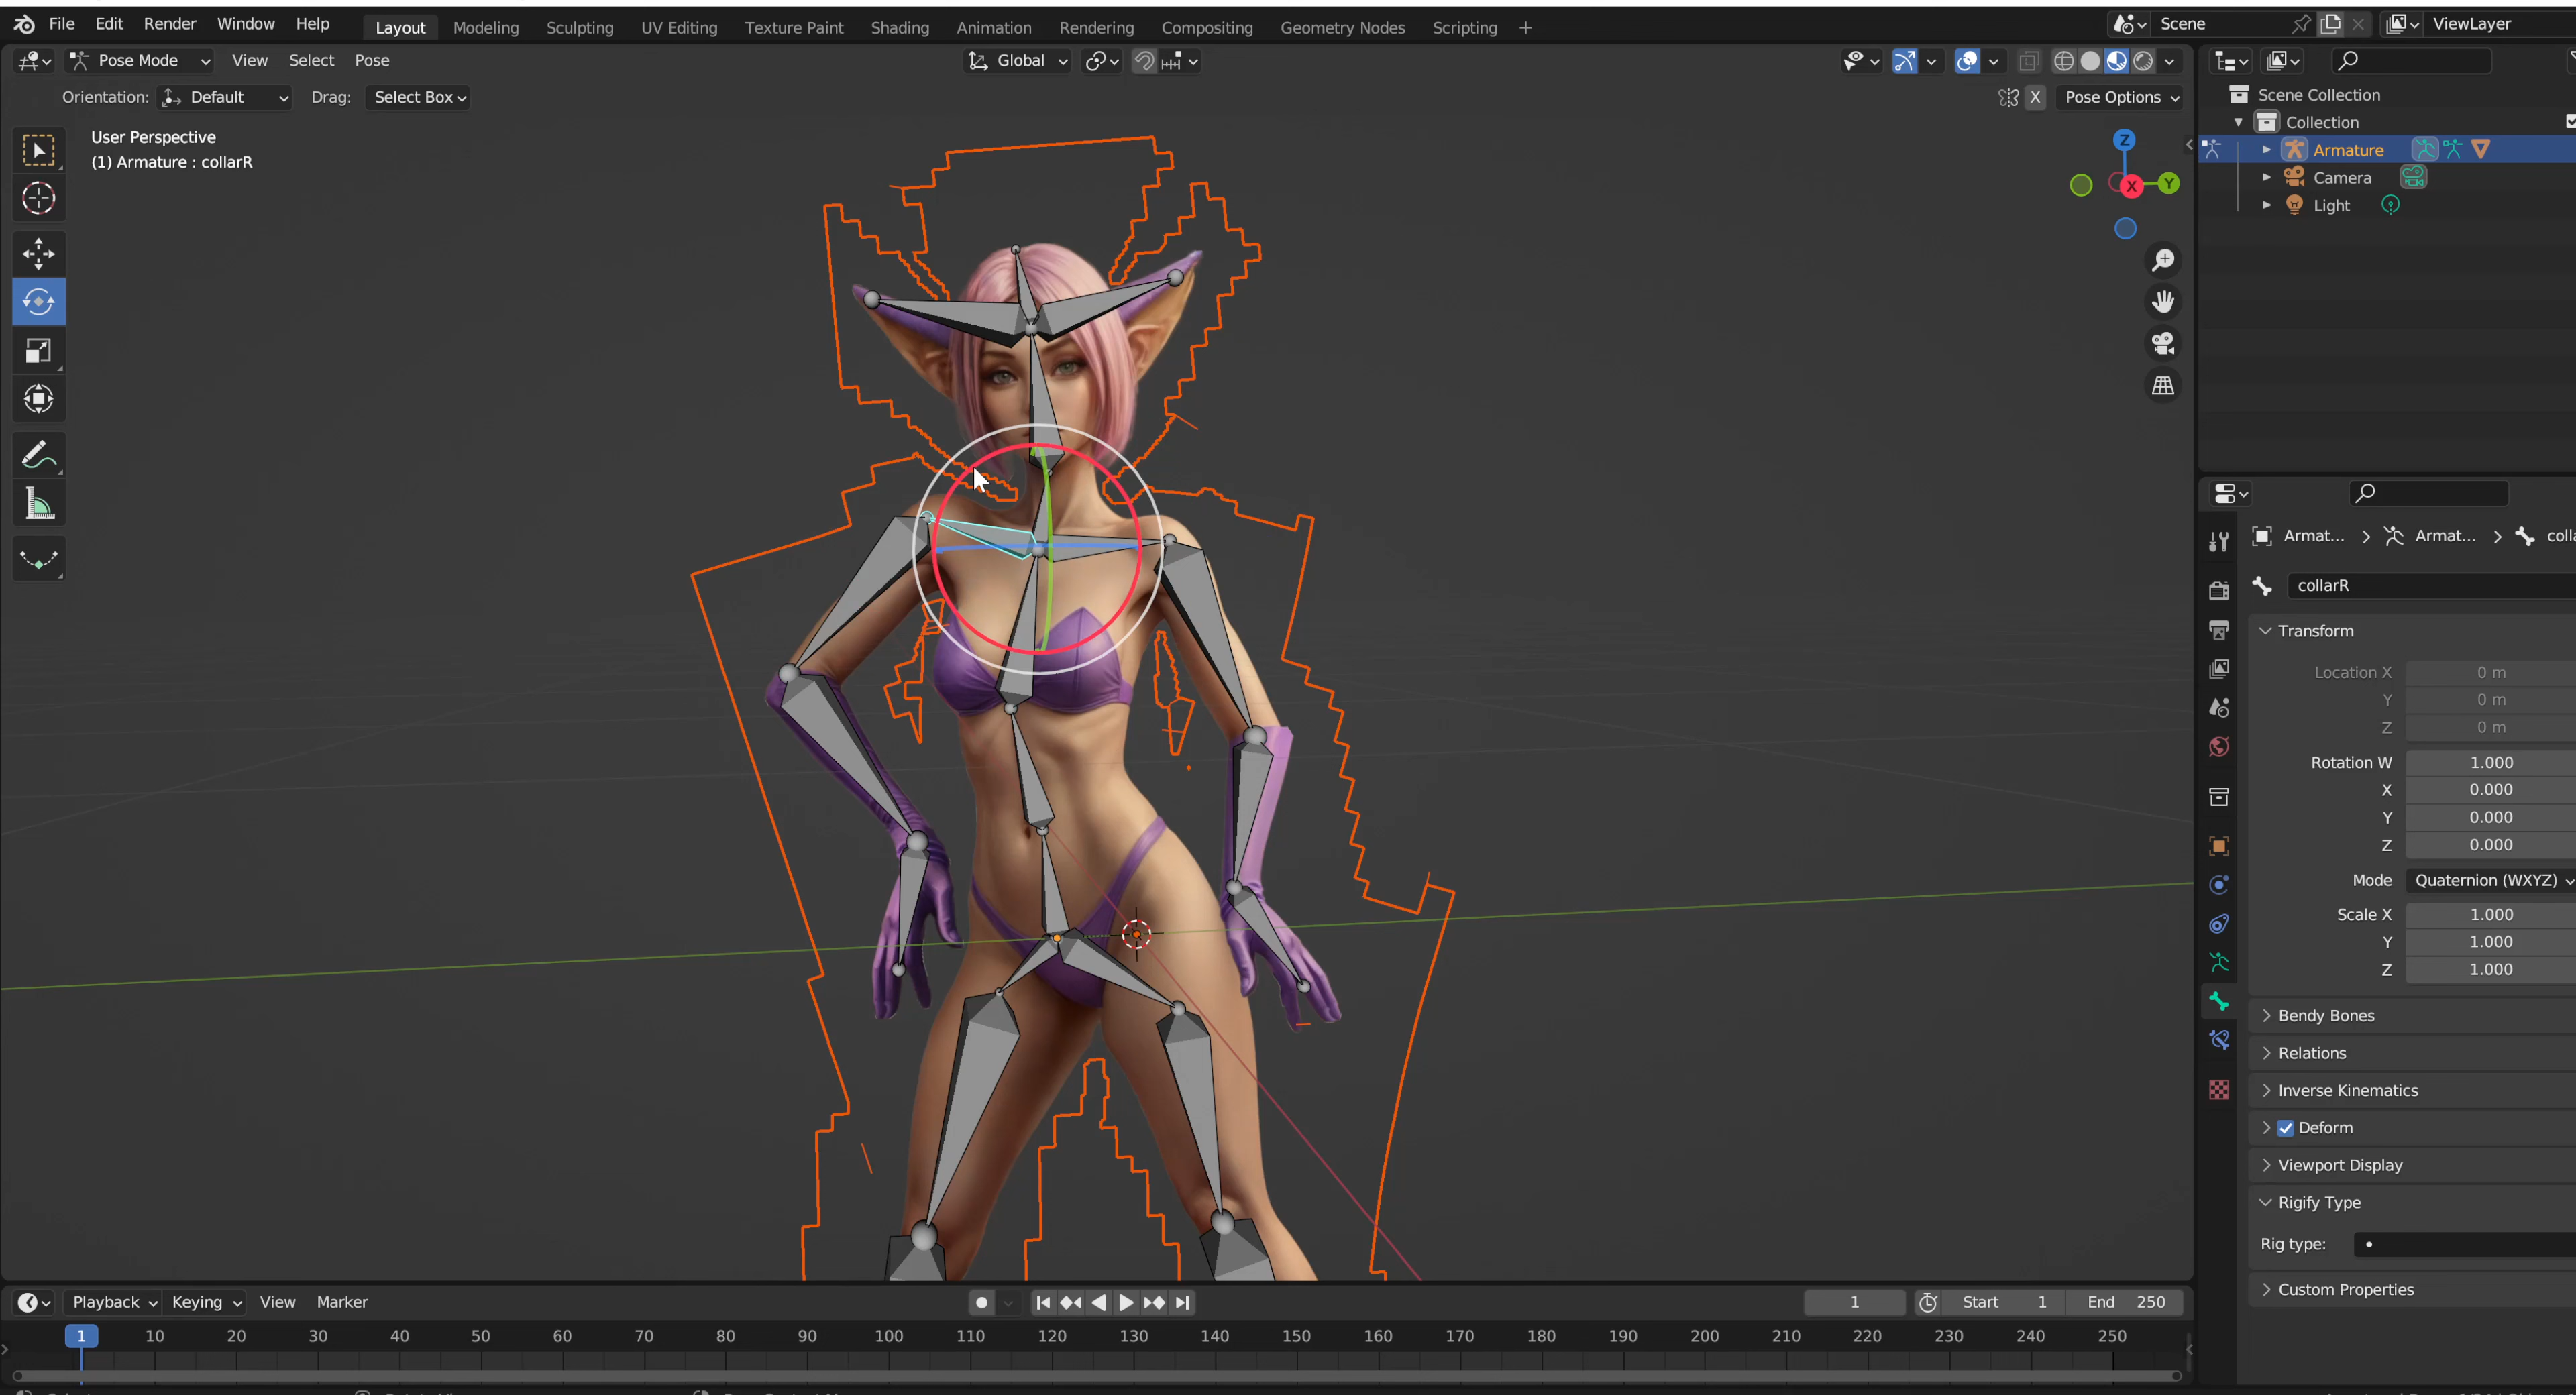 File Edit Render Window Help Layout Modeling Sculpting UV Editing Texture Paint Shading Animation Rendering Compositing Geometry Nodes Scripting + Scene ViewLayer
Pose Mode View Select Pose Global
Orientation: Default Drag: Select Box X Pose Options
User Perspective
(1) Armature : collarR
Z
X
Y
Scene Collection
Collection
Armature
Camera
Light
Armat... > Armat... >
collarR
Transform
Location X 0 m
Y 0 m
Z 0 m
Rotation W 1.000
X 0.000
Y 0.000
Z 0.000
Mode Quaternion (WXYZ)
Scale X 1.000
Y 1.000
Z 1.000
Bendy Bones
Relations
Inverse Kinematics
Deform
Viewport Display
Rigify Type
Rig type:
Custom Properties
Playback Keying View Marker 1 Start 1 End 250
1 10 20 30 40 50 60 70 80 90 100 110 120 130 140 150 160 170 180 190 200 210 220 230 240 250